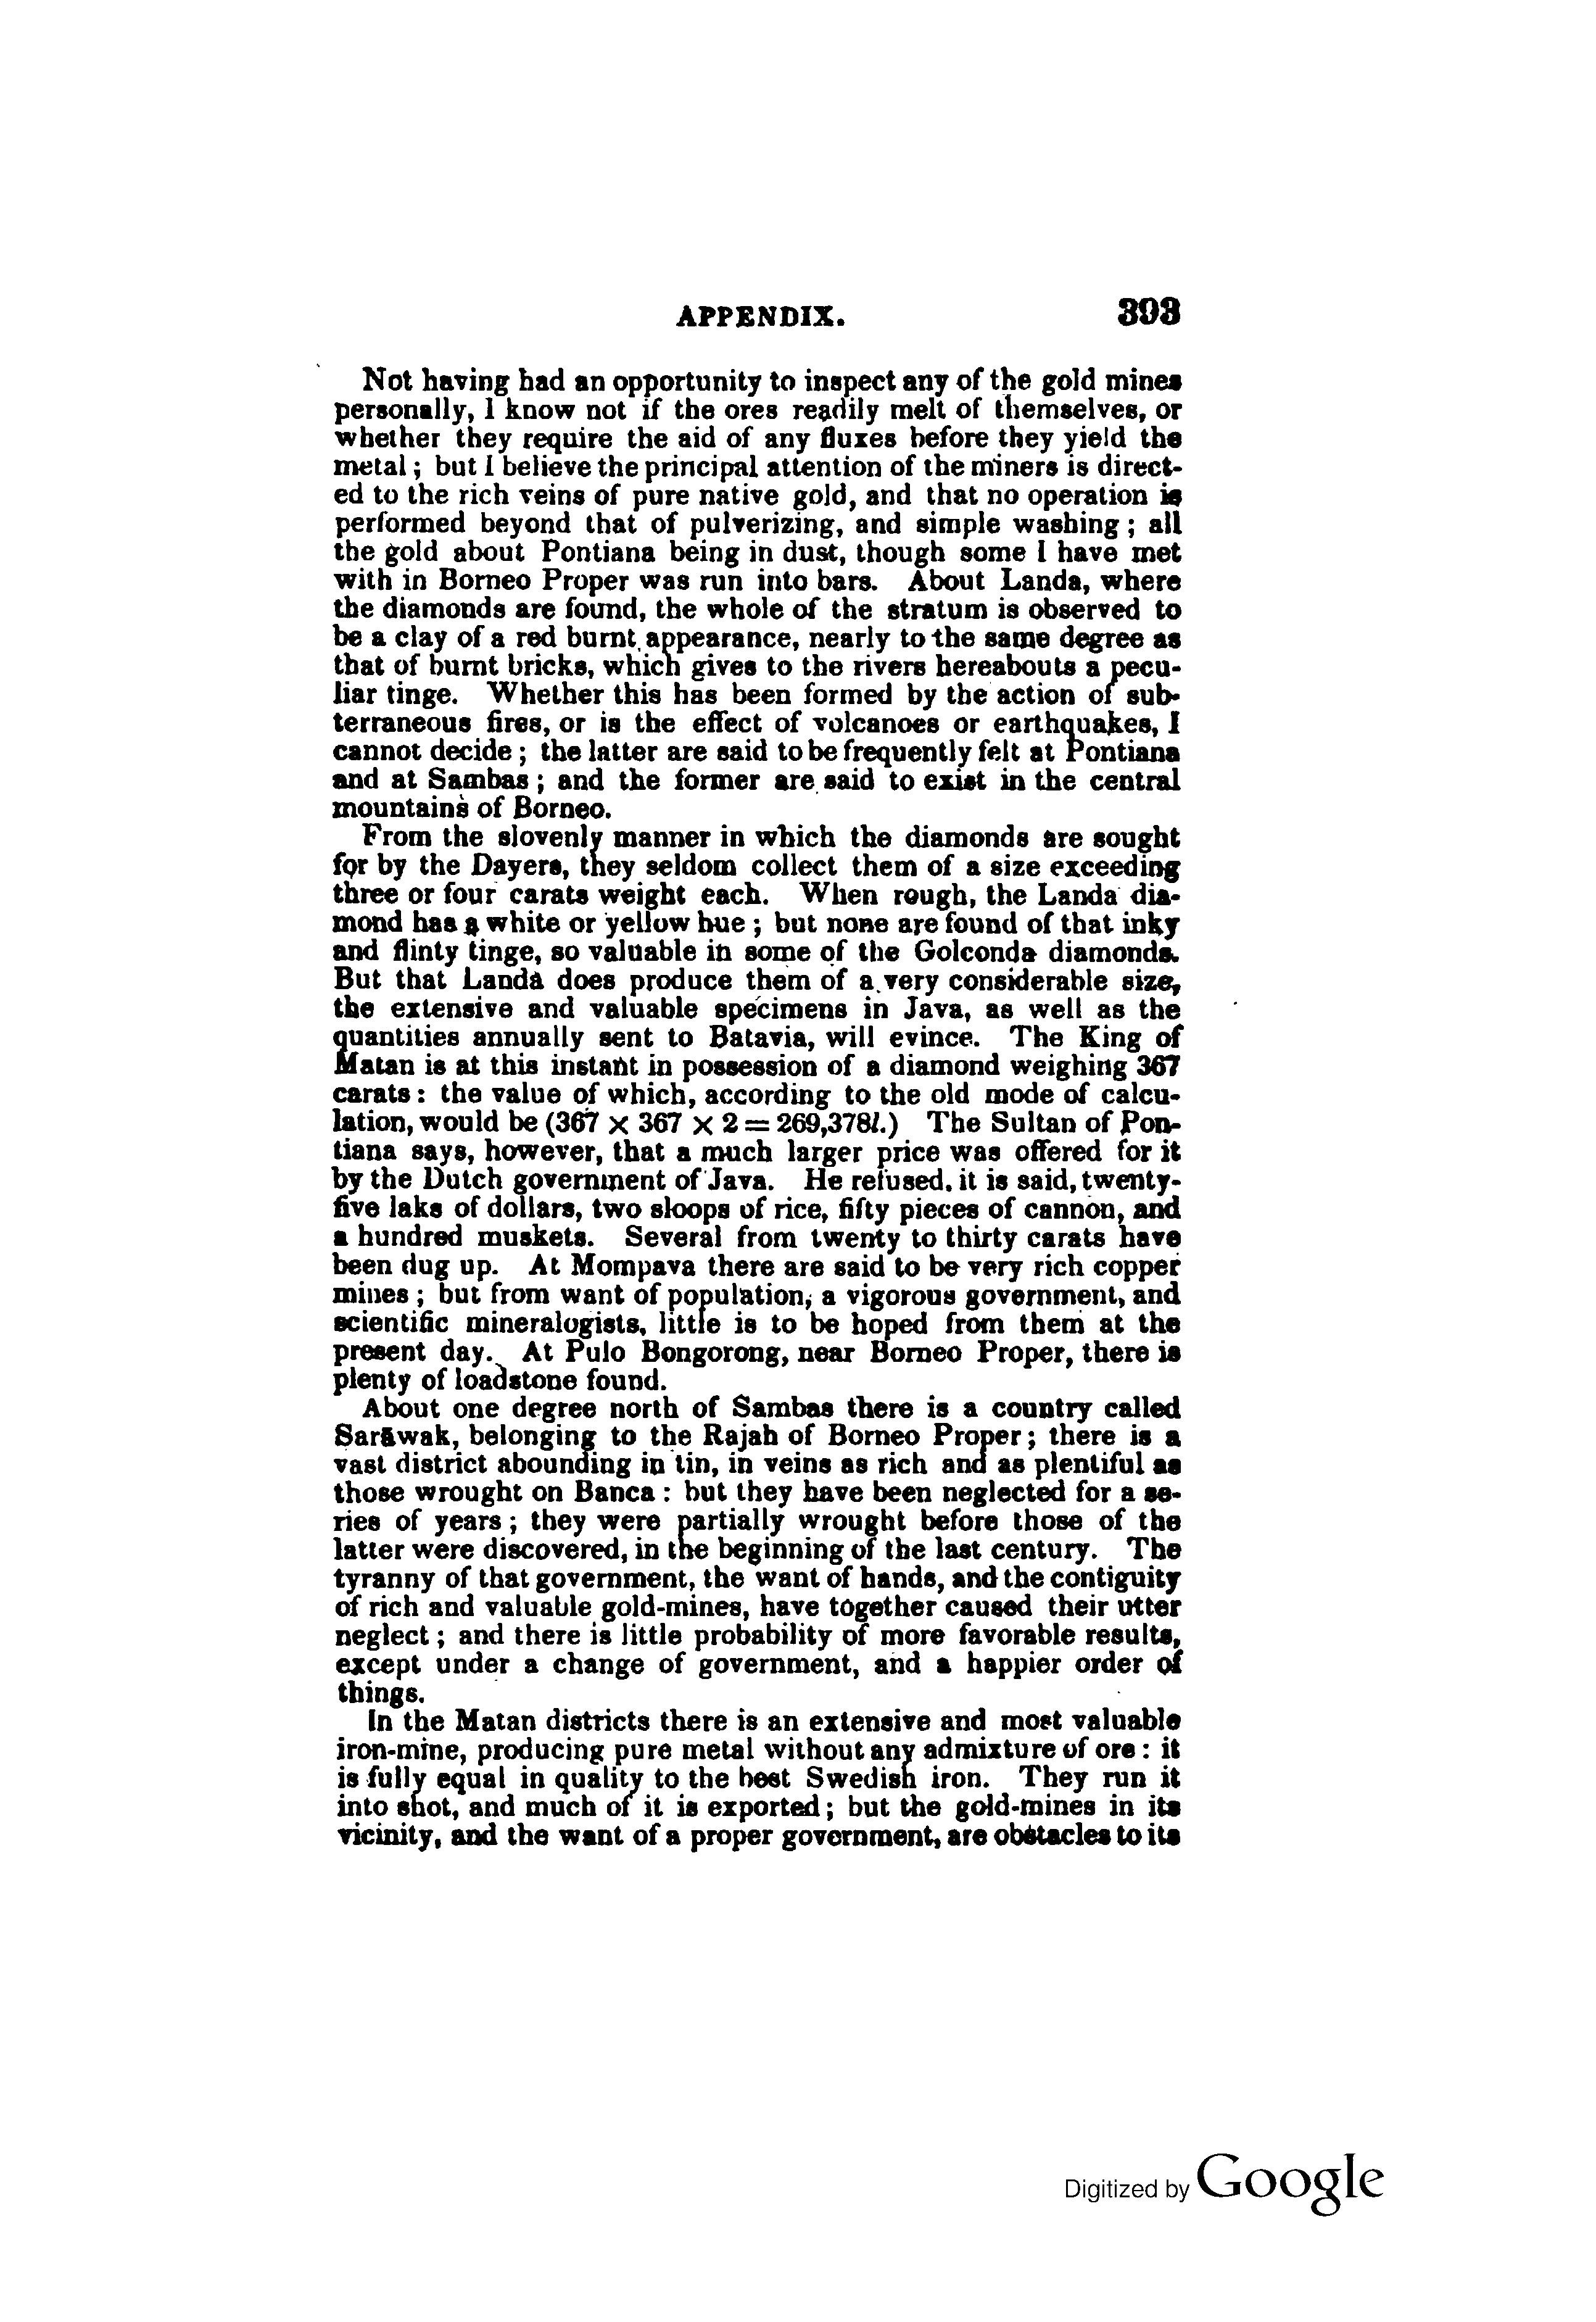 APPENDIX. 393
Not having had an opportunity to inspect any of the gold mines
personally, I know not if the ores readily melt of themselves, or
whether they require the aid of any fluxes before they yield the
metal; but I believe the principal attention of the miners is direct-
ed to the rich veins of pure native gold, and that no operation is
performed beyond that of pulverizing, and simple washing; all
the gold about Pontiana being in dust, though some I have met
with in Borneo Proper was run into bars. About Landa, where
the diamonds are found, the whole of the stratum is observed to
be a clay of a red burnt appearance, nearly to the same degree as
that of burnt bricks, which gives to the rivers hereabouts a pecu-
liar tinge. Whether this has been formed by the action of sub-
terraneous fires, or is the effect of volcanoes or earthquakes, I
cannot decide; the latter are said to be frequently felt at Pontiana
and at Sambas; and the former are said to exist in the central
mountains of Borneo.
From the slovenly manner in which the diamonds are sought
for by the Dayers, they seldom collect them of a size exceeding
three or four carats weight each. When rough, the Landa dia-
mond has a white or yellow hue; but none are found of that inky
and flinty tinge, so valuable in some of the Golconda diamonds.
But that Landa does produce them of a very considerable size,
the extensive and valuable specimens in Java, as well as the
quantities annually sent to Batavia, will evince. The King of
Matan is at this instant in possession of a diamond weighing 367
carats: the value of which, according to the old mode of calcu-
lation, would be (367 × 367 × 2 = 269,378l.) The Sultan of Pon-
tiana says, however, that a much larger price was offered for it
by the Dutch government of Java. He refused, it is said, twenty-
five laks of dollars, two sloops of rice, fifty pieces of cannon, and
a hundred muskets. Several from twenty to thirty carats have
been dug up. At Mompava there are said to be very rich copper
mines; but from want of population, a vigorous government, and
scientific mineralogists, little is to be hoped from them at the
present day. At Pulo Bongorong, near Borneo Proper, there is
plenty of loadstone found.
About one degree north of Sambas there is a country called
Sarāwak, belonging to the Rajah of Borneo Proper; there is a
vast district abounding in tin, in veins as rich and as plentiful as
those wrought on Banca: but they have been neglected for a se-
ries of years; they were partially wrought before those of the
latter were discovered, in the beginning of the last century. The
tyranny of that government, the want of hands, and the contiguity
of rich and valuable gold-mines, have together caused their utter
neglect; and there is little probability of more favorable results,
except under a change of government, and a happier order of
things.
In the Matan districts there is an extensive and most valuable
iron-mine, producing pure metal without any admixture of ore: it
is fully equal in quality to the best Swedish iron. They run it
into shot, and much of it is exported; but the gold-mines in its
vicinity, and the want of a proper government, are obstacles to its
Digitized by Google